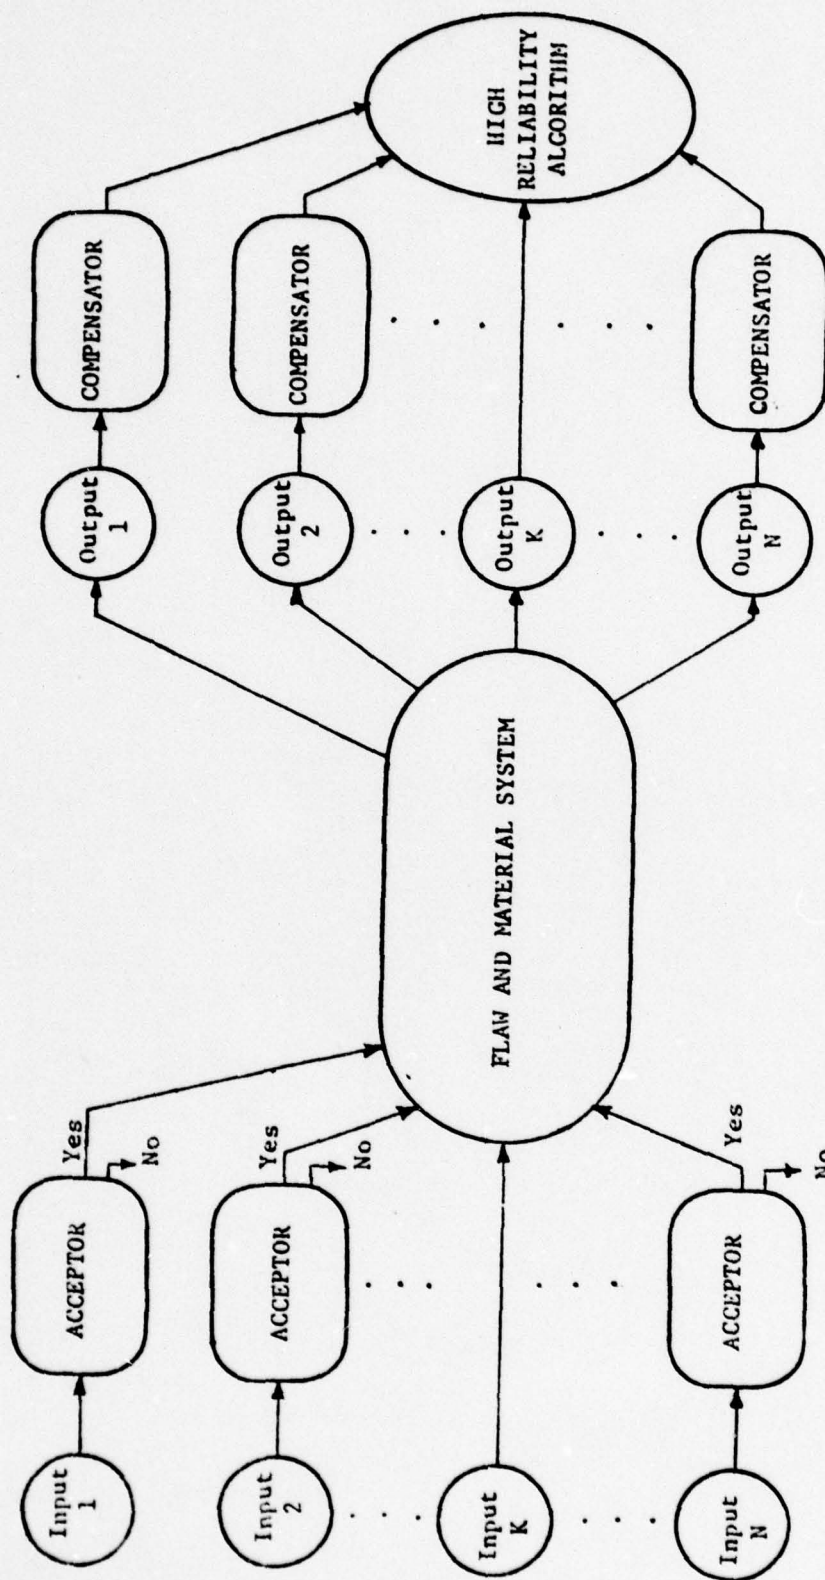 Input
1
ACCEPTOR
Yes
No
Input
2
ACCEPTOR
Yes
No
Input
K
Input
N
ACCEPTOR
Yes
No
FLAW AND MATERIAL SYSTEM
Output
1
COMPENSATOR
Output
2
COMPENSATOR
Output
K
Output
N
COMPENSATOR
HIGH
RELIABILITY
ALGORITHM